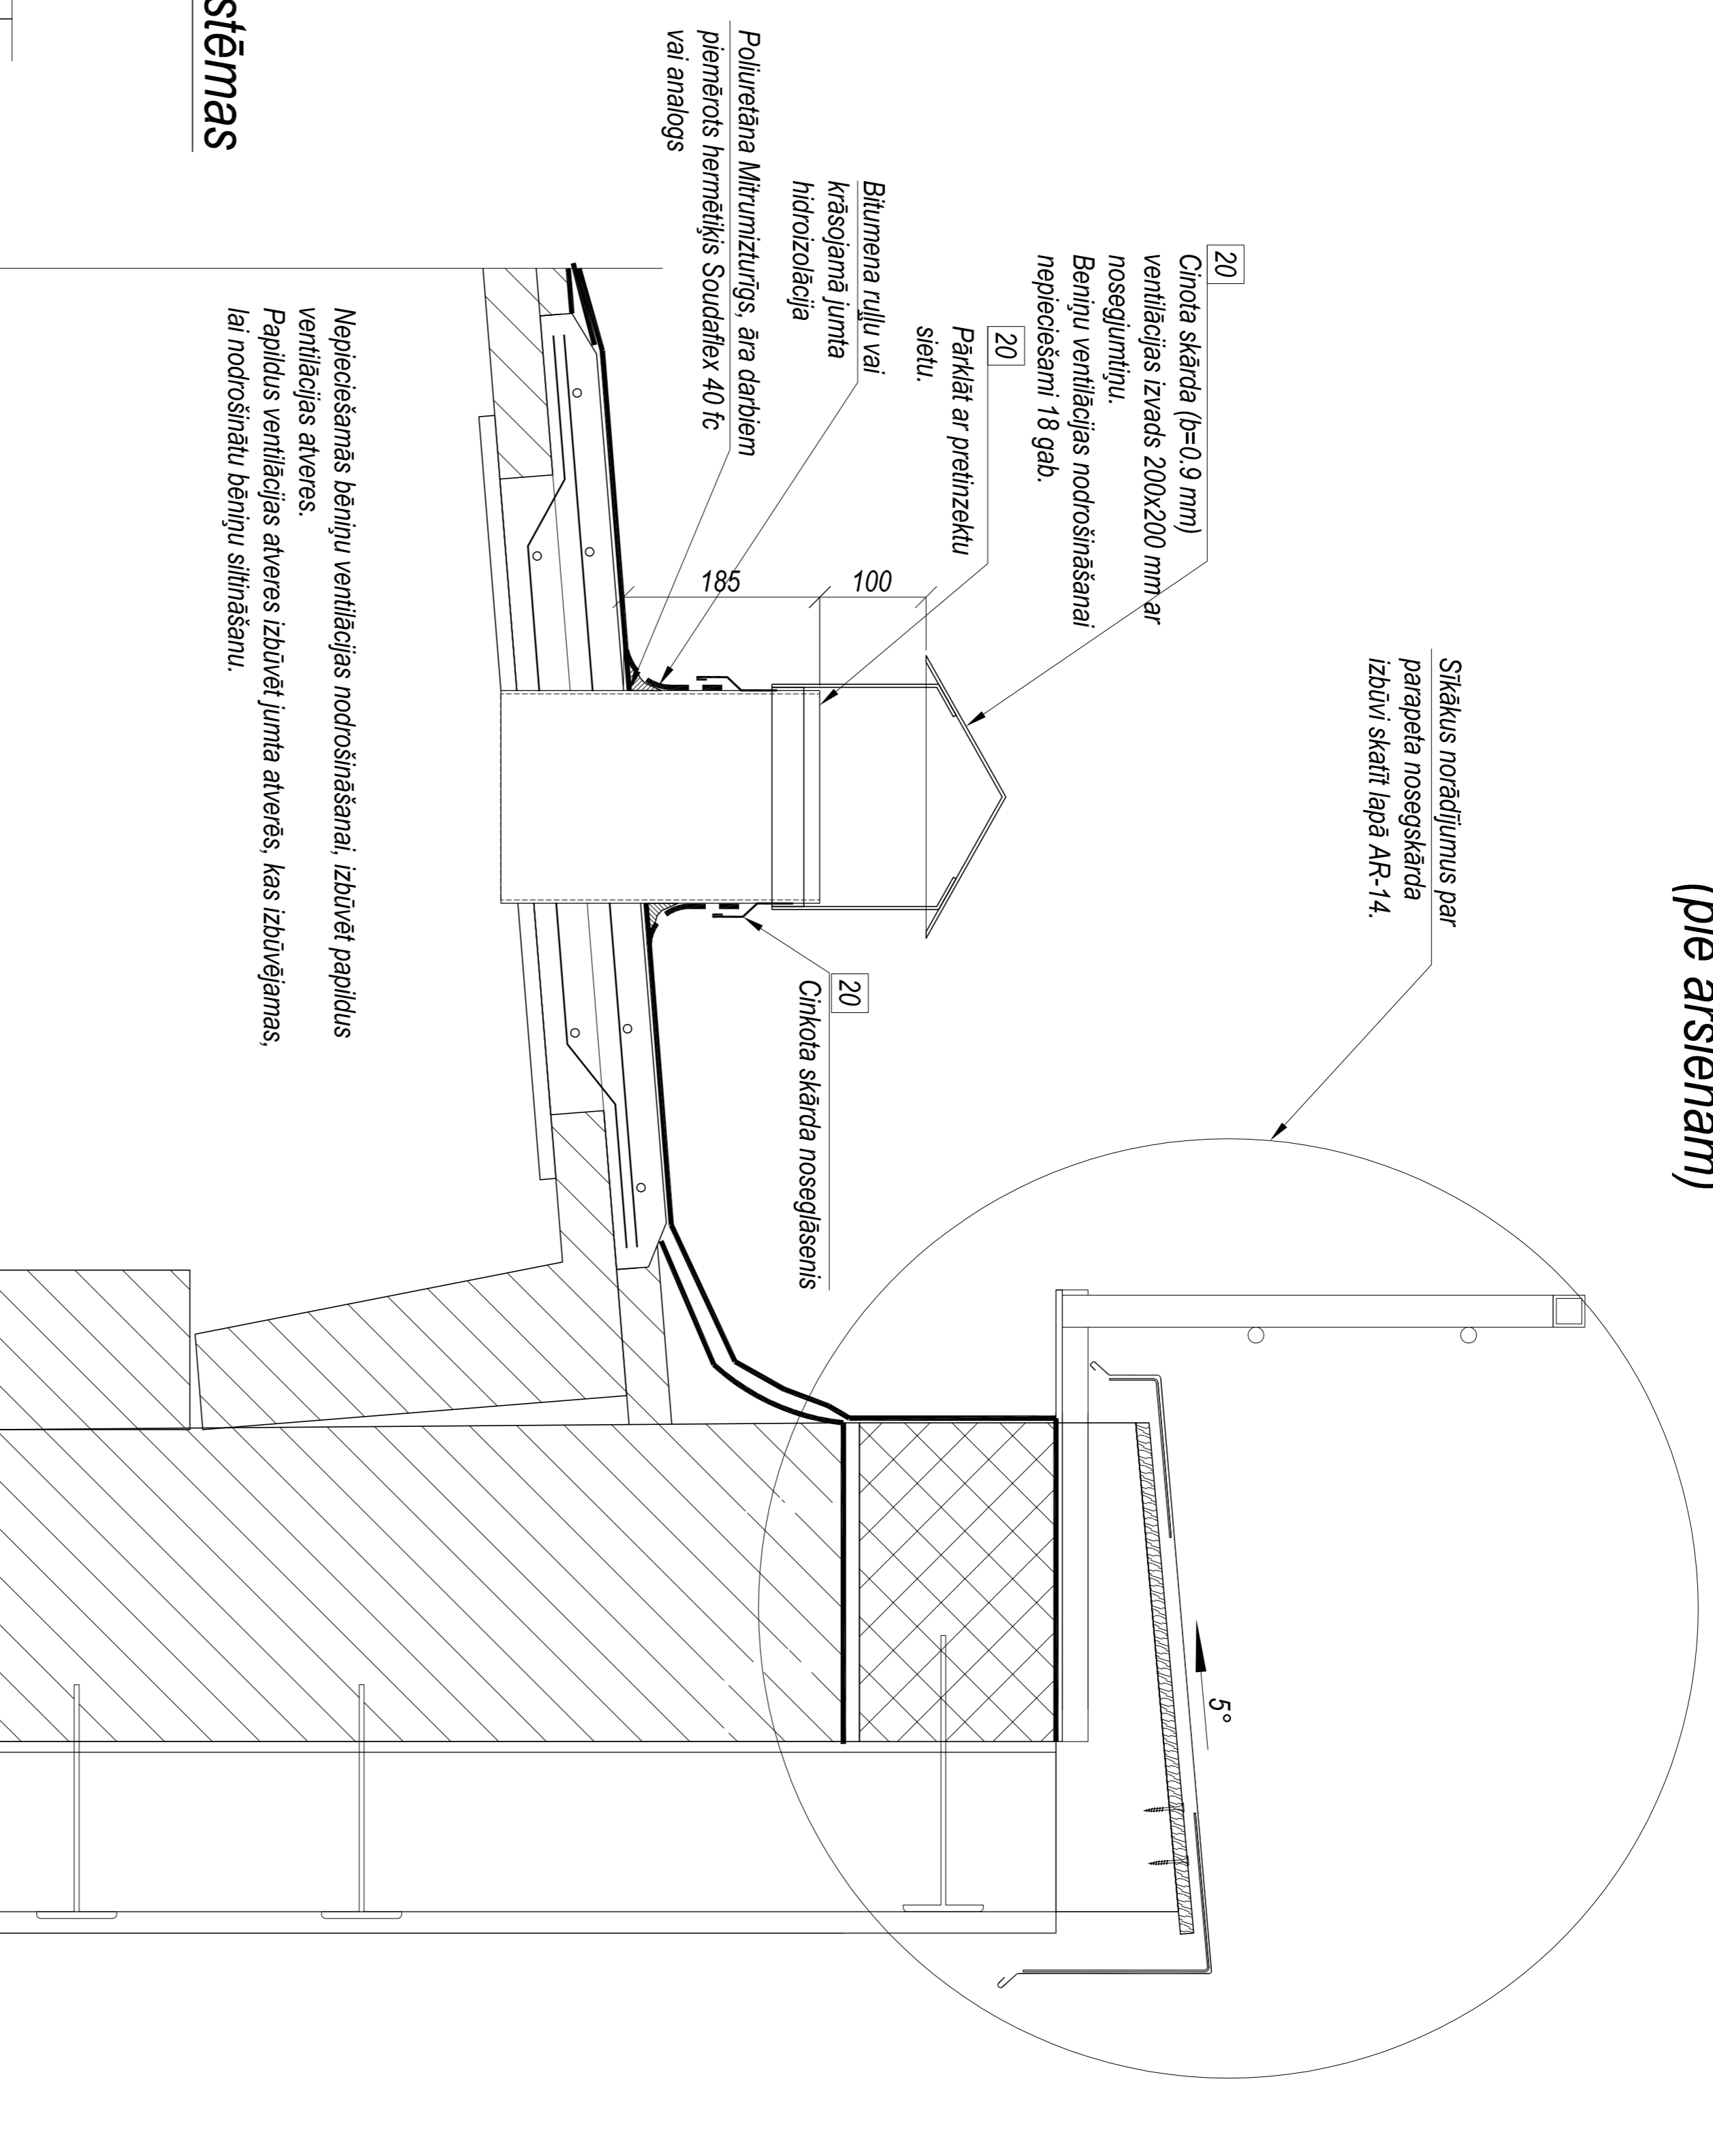 (pie ārsienām)
Sīkākus norādījumus par
parapeta nosegskārda
izbūvi skatīt lapā AR-14.
20
Cinota skārda (b=0.9 mm)
ventilācijas izvads 200x200 mm ar
nosegjumtiņu.
Beniņu ventilācijas nodrošināšanai
nepieciešami 18 gab.
20
Pārklāt ar pretinzektu
sietu.
Bitumena ruļļu vai
krāsojamā jumta
hidroizolācija
Poliuretāna Mitrumizturīgs, āra darbiem
piemērots hermētiķis Soudaflex 40 fc
vai analogs
100
185
20
Cinkota skārda noseglāsenis
5°
Nepieciešamās bēniņu ventilācijas nodrošināšanai, izbūvēt papildus
ventilācijas atveres.
Papildus ventilācijas atveres izbūvēt jumta atverēs, kas izbūvējamas,
lai nodrošinātu bēniņu siltināšanu.
stēmas